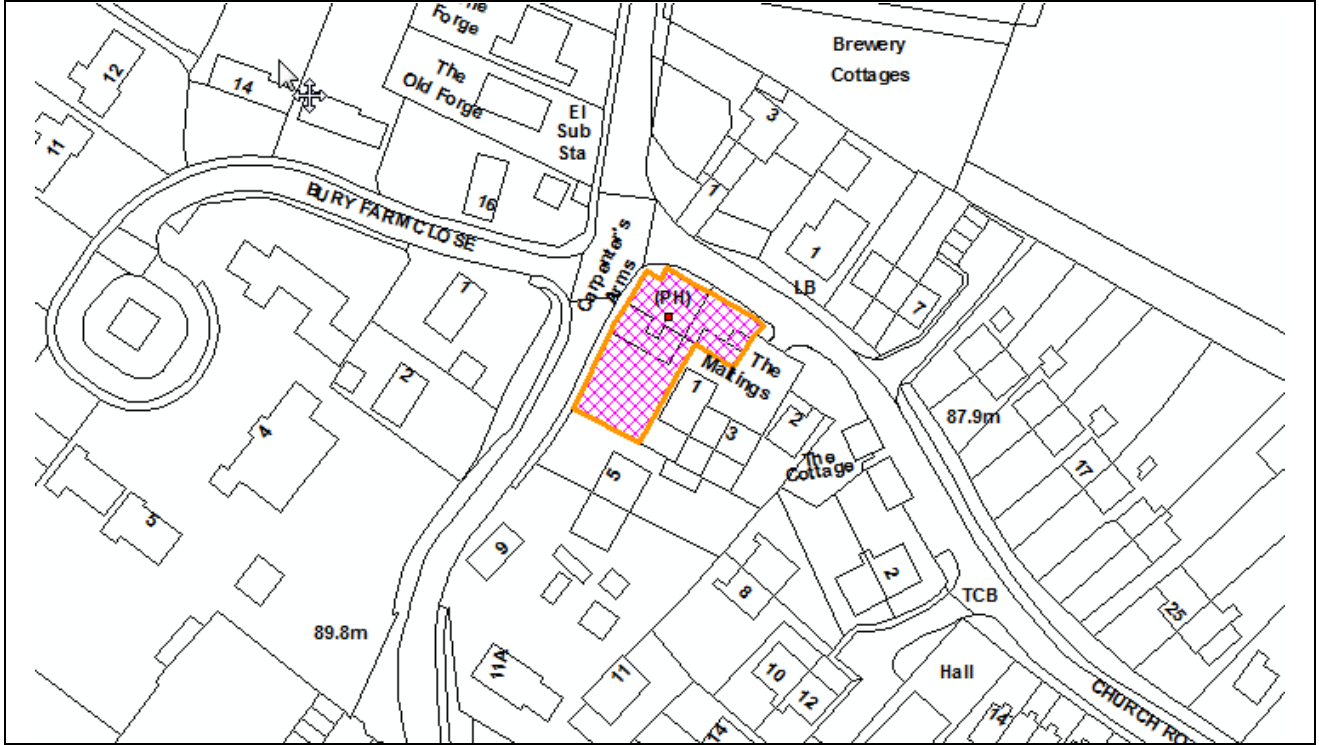 The
Forge
Brewery
Cottages
12
14
The
Old Forge
El
Sub
Sta
3
11
16
1
BURY FARM CLOSE
Carpenter's
Arms
1
LB
7
(PH)
1
The
Maltings
2
1
2
3
87.9m
4
The
Cottage
17
5
5
9
2
8
TCB
25
89.8m
11A
11
10
12
Hall
14
14
CHURCH RO